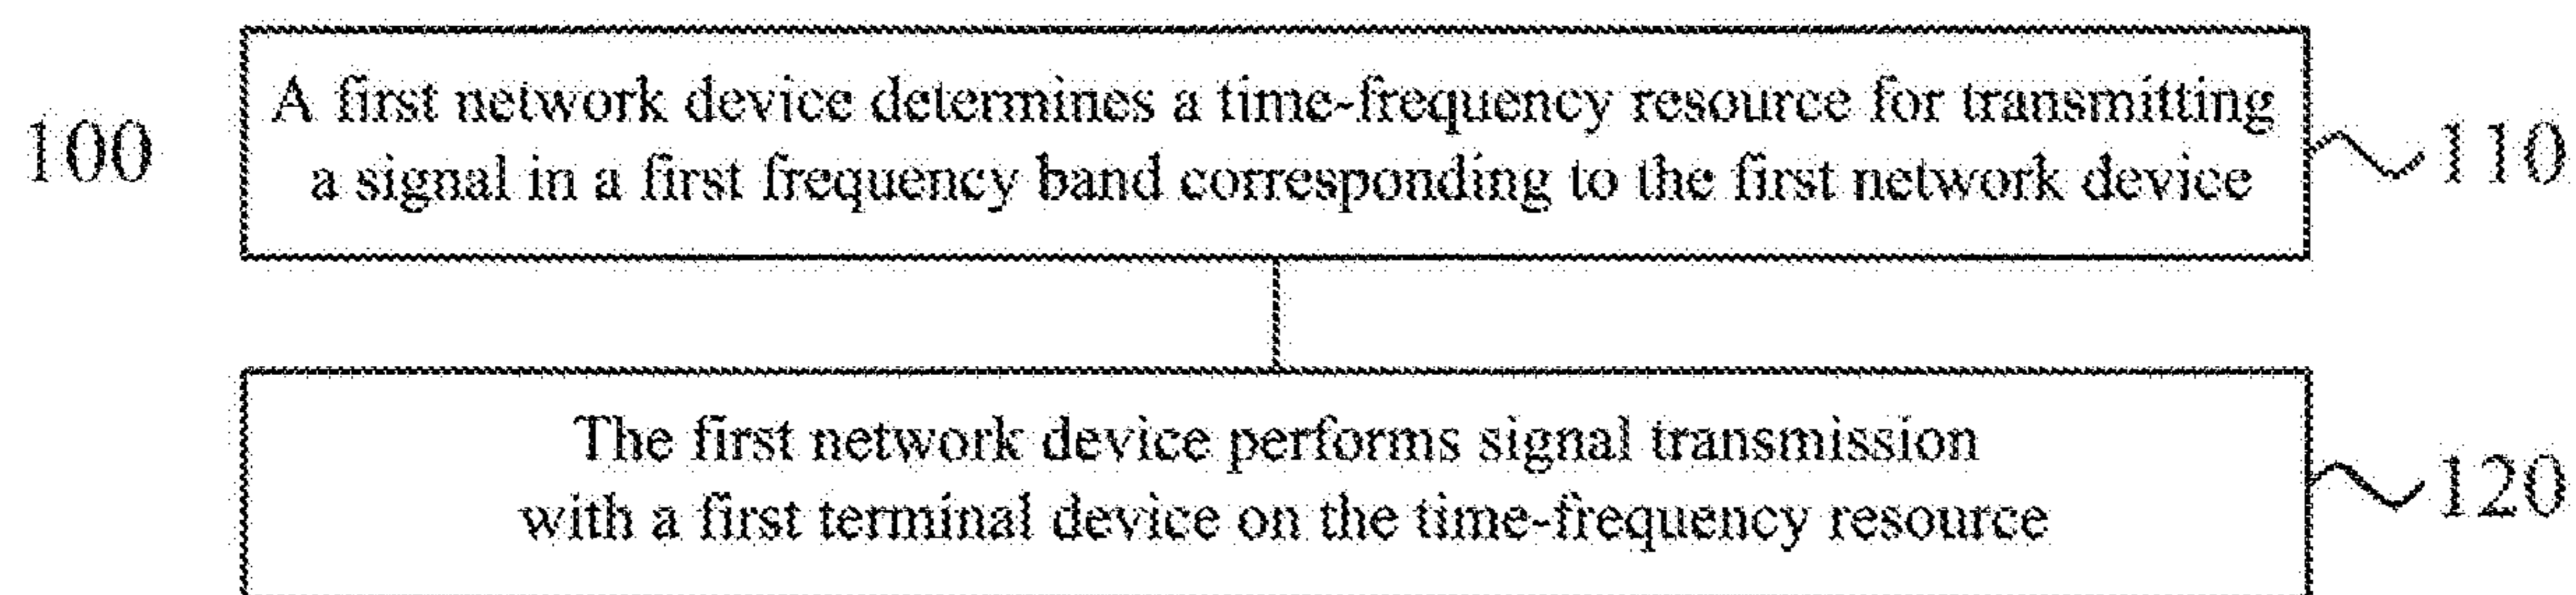 A first network device determines a time-frequency resource for transmitting
100
a signal in a first frequency band corresponding to the first network device
110
The first network device performs signal transmission
with a first terminal device on the time-frequency resource
120